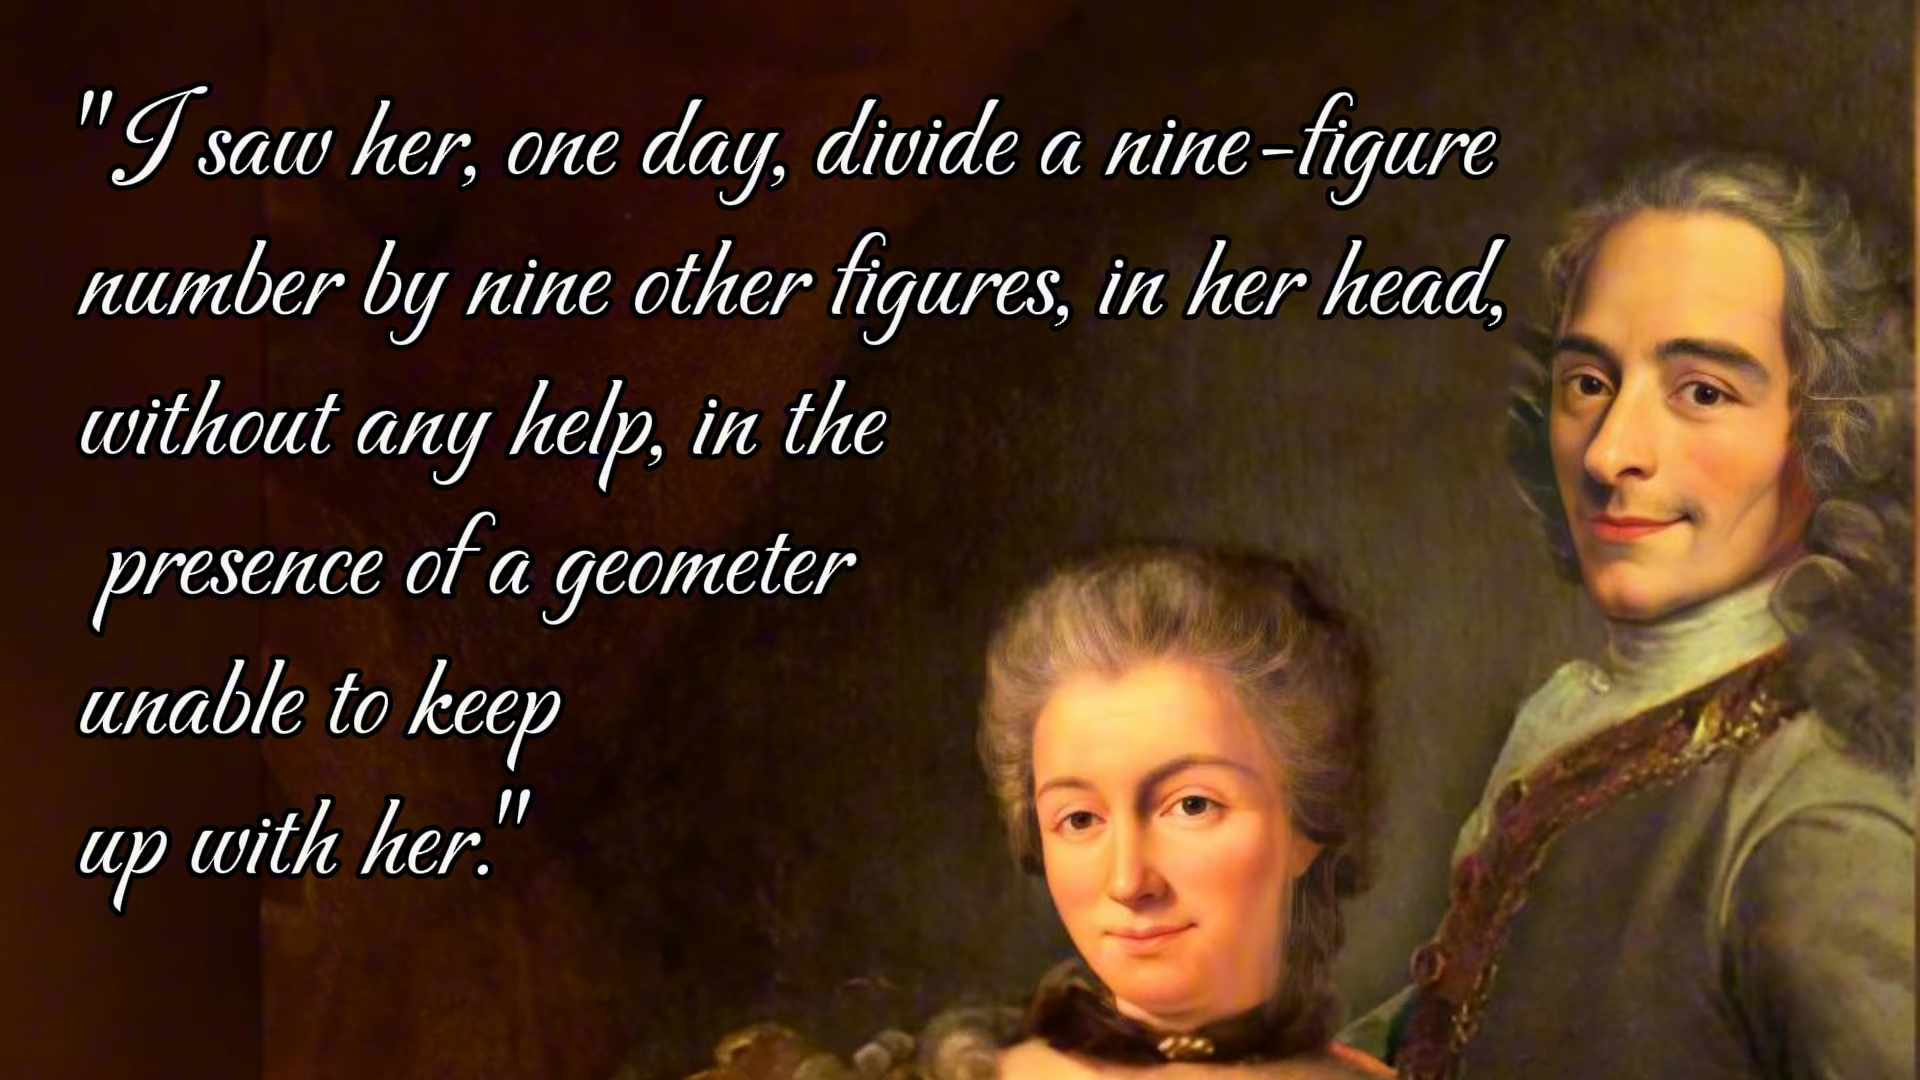 "I saw her, one day, divide a nine-figure
number by nine other figures, in her head,
without any help, in the
presence of a geometer
unable to keep
up with her."